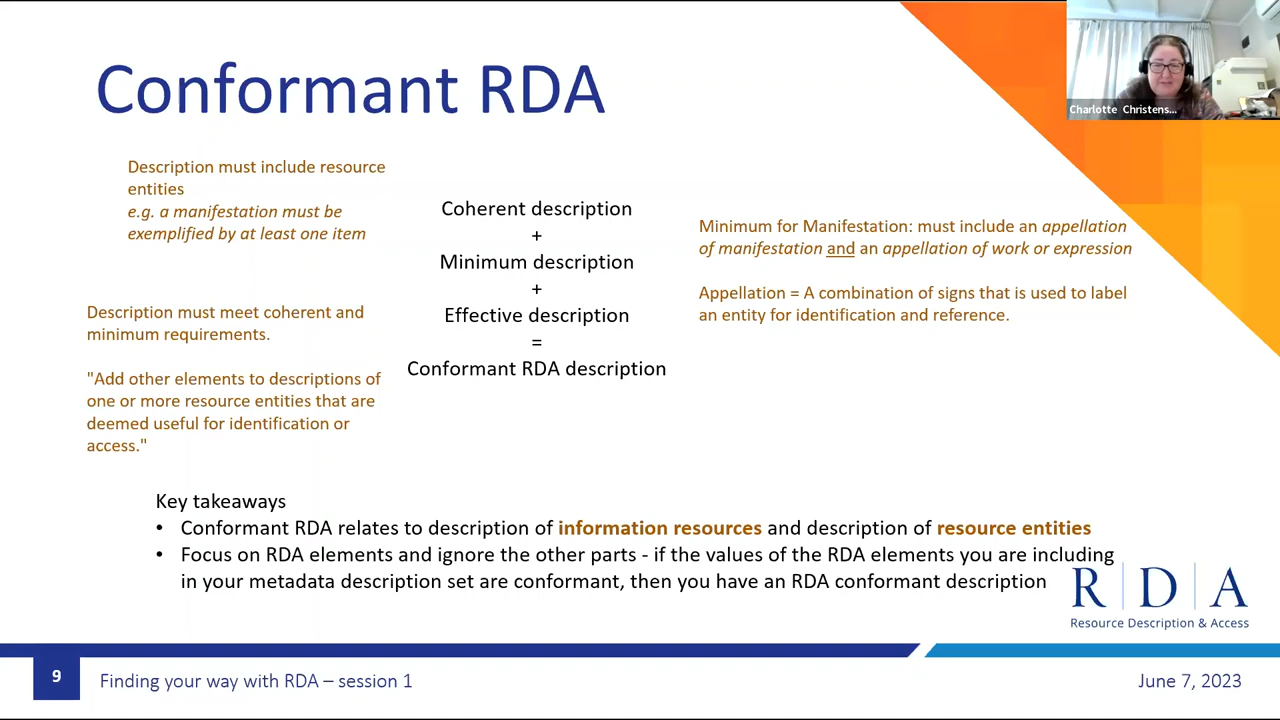 Conformant RDA
Charlotte Christens...
Description must include resource
entities
e.g. a manifestation must be
exemplified by at least one item
Coherent description
+
Minimum description
+
Effective description
=
Conformant RDA description
Minimum for Manifestation: must include an appellation
of manifestation and an appellation of work or expression
Appellation = A combination of signs that is used to label
an entity for identification and reference.
Description must meet coherent and
minimum requirements.
"Add other elements to descriptions of
one or more resource entities that are
deemed useful for identification or
access."
Key takeaways
• Conformant RDA relates to description of information resources and description of resource entities
• Focus on RDA elements and ignore the other parts - if the values of the RDA elements you are including
in your metadata description set are conformant, then you have an RDA conformant description
R | D | A
Resource Description & Access
9
Finding your way with RDA – session 1
June 7, 2023